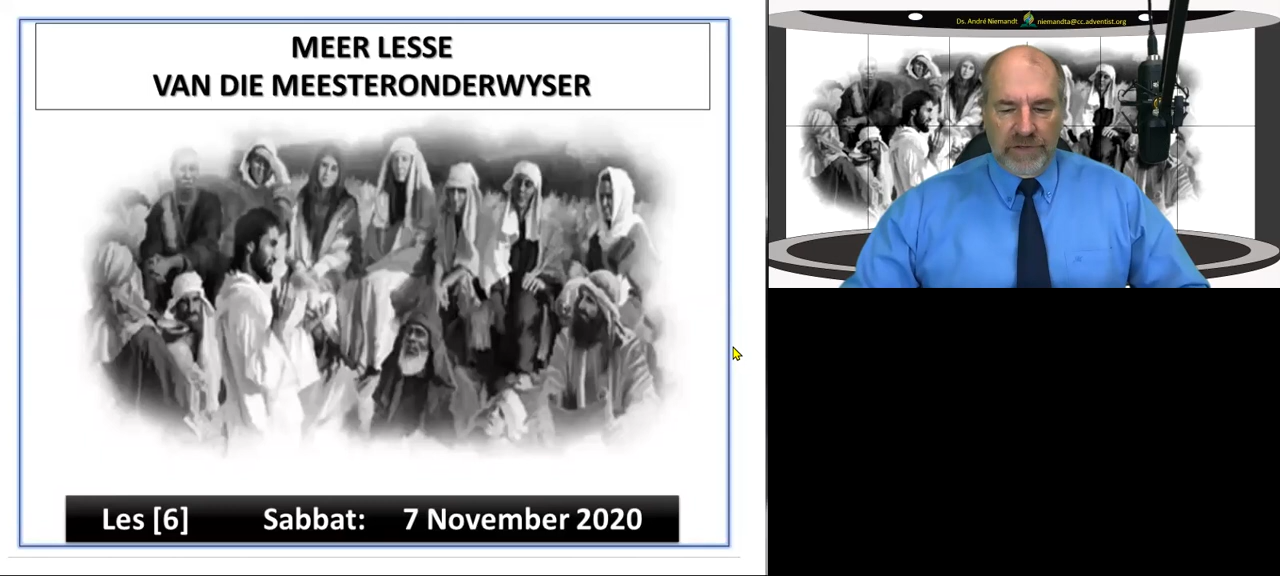 MEER LESSE
VAN DIE MEESTERONDERWYSER
Les [6] Sabbat: 7 November 2020
Ds. André Niemandt niemandta@cc.adventist.org